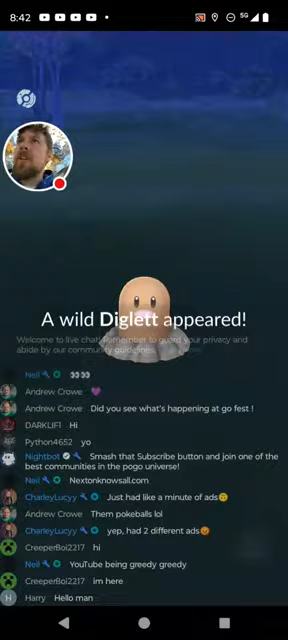 8:42
5G
A wild Diglett appeared!
Welcome to live chat! Remember to guard your privacy and
abide by our community guidelines.
Neil 👀👀
Andrew Crowe 💜
Andrew Crowe Did you see what's happening at go fest !
DARKLIF1 Hi
Python4652 yo
Nightbot Smash that Subscribe button and join one of the
best communities in the pogo universe!
Neil Nextonknowsall.com
CharleyLucyy Just had like a minute of ads🙃
Andrew Crowe Them pokeballs lol
CharleyLucyy yep, had 2 different ads😡
CreeperBoi2217 hi
Neil YouTube being greedy greedy
CreeperBoi2217 im here
H Harry Hello man